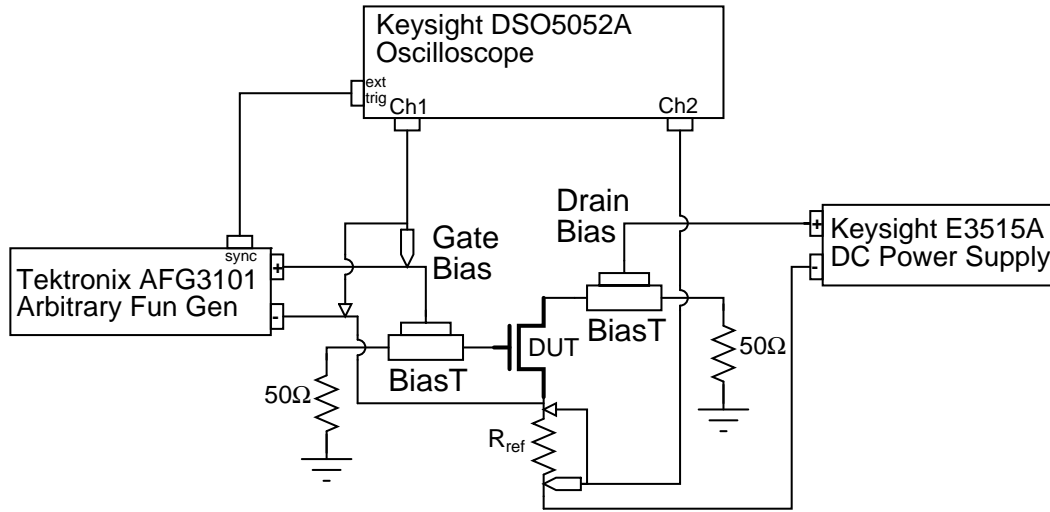 Keysight DSO5052A
Oscilloscope
ext
trig
Ch1
Ch2
Drain
Bias
Gate
Bias
sync
+
-
Tektronix AFG3101
Arbitrary Fun Gen
+
-
Keysight E3515A
DC Power Supply
BiasT
DUT
BiasT
50Ω
50Ω
Rref